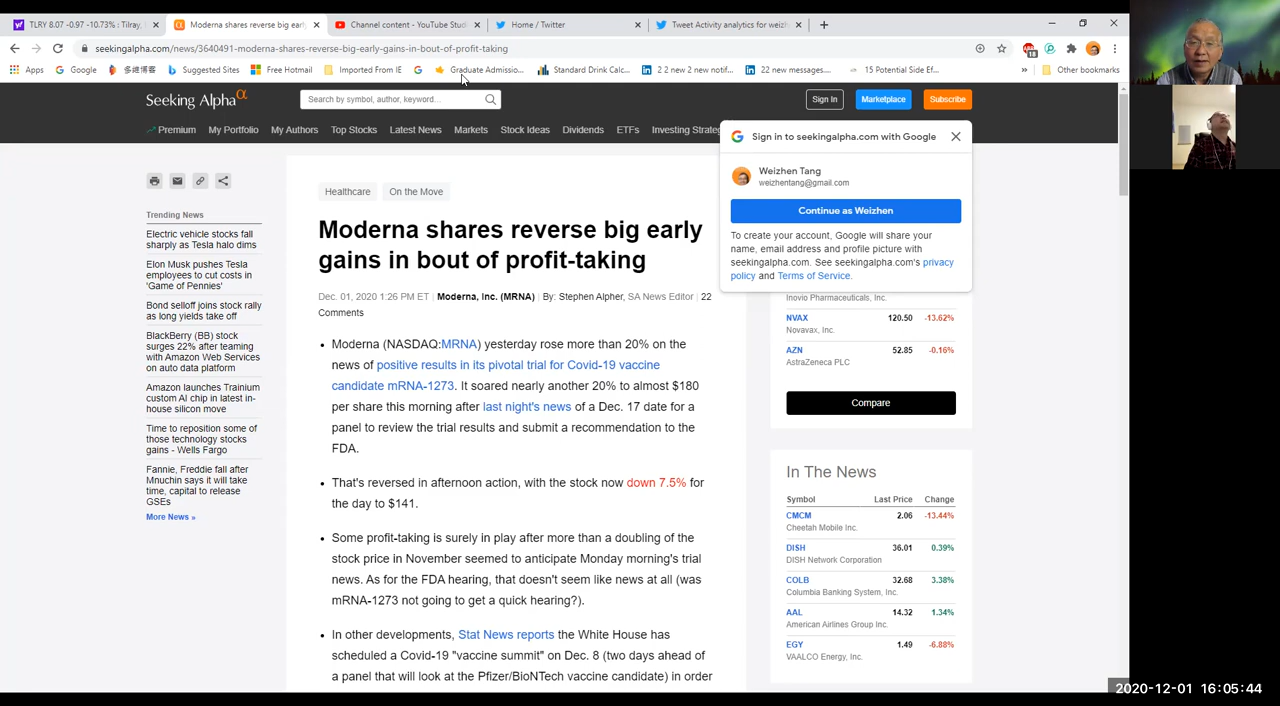 TLRY 8.07 -0.97 -10.73% : Tilray,
Moderna shares reverse big early
Channel content - YouTube Stud
Home / Twitter
Tweet Activity analytics for weizh
seekingalpha.com/news/3640491-moderna-shares-reverse-big-early-gains-in-bout-of-profit-taking
Apps
Google
多维博客
Suggested Sites
Free Hotmail
Imported From IE
Graduate Admissio...
Standard Drink Calc...
2 2 new 2 new notif...
22 new messages...
15 Potential Side Ef...
Other bookmarks
Seeking Alpha α
Search by symbol, author, keyword...
Sign In
Marketplace
Subscribe
Premium
My Portfolio
My Authors
Top Stocks
Latest News
Markets
Stock Ideas
Dividends
ETFs
Investing Strateg
Sign in to seekingalpha.com with Google
Weizhen Tang
weizhentang@gmail.com
Continue as Weizhen
To create your account, Google will share your
name, email address and profile picture with
seekingalpha.com. See seekingalpha.com's privacy
policy and Terms of Service.
Trending News
Electric vehicle stocks fall
sharply as Tesla halo dims
Elon Musk pushes Tesla
employees to cut costs in
'Game of Pennies'
Bond selloff joins stock rally
as long yields take off
BlackBerry (BB) stock
surges 22% after teaming
with Amazon Web Services
on auto data platform
Amazon launches Trainium
custom AI chip in latest in-
house silicon move
Time to reposition some of
those technology stocks
gains - Wells Fargo
Fannie, Freddie fall after
Mnuchin says it will take
time, capital to release
GSEs
More News »
Healthcare
On the Move
Moderna shares reverse big early
gains in bout of profit-taking
Dec. 01, 2020 1:26 PM ET | Moderna, Inc. (MRNA) | By: Stephen Alpher, SA News Editor | 22
Comments
• Moderna (NASDAQ:MRNA) yesterday rose more than 20% on the
news of positive results in its pivotal trial for Covid-19 vaccine
candidate mRNA-1273. It soared nearly another 20% to almost $180
per share this morning after last night's news of a Dec. 17 date for a
panel to review the trial results and submit a recommendation to the
FDA.
• That's reversed in afternoon action, with the stock now down 7.5% for
the day to $141.
• Some profit-taking is surely in play after more than a doubling of the
stock price in November seemed to anticipate Monday morning's trial
news. As for the FDA hearing, that doesn't seem like news at all (was
mRNA-1273 not going to get a quick hearing?).
• In other developments, Stat News reports the White House has
scheduled a Covid-19 "vaccine summit" on Dec. 8 (two days ahead of
a panel that will look at the Pfizer/BioNTech vaccine candidate) in order
Inovio Pharmaceuticals, Inc.
NVAX 120.50 -13.62%
Novavax, Inc.
AZN 52.85 -0.16%
AstraZeneca PLC
Compare
In The News
Symbol Last Price Change
CMCM 2.06 -13.44%
Cheetah Mobile Inc.
DISH 36.01 0.39%
DISH Network Corporation
COLB 32.68 3.38%
Columbia Banking System, Inc.
AAL 14.32 1.34%
American Airlines Group Inc.
EGY 1.49 -6.88%
VAALCO Energy, Inc.
2020-12-01 16:05:44